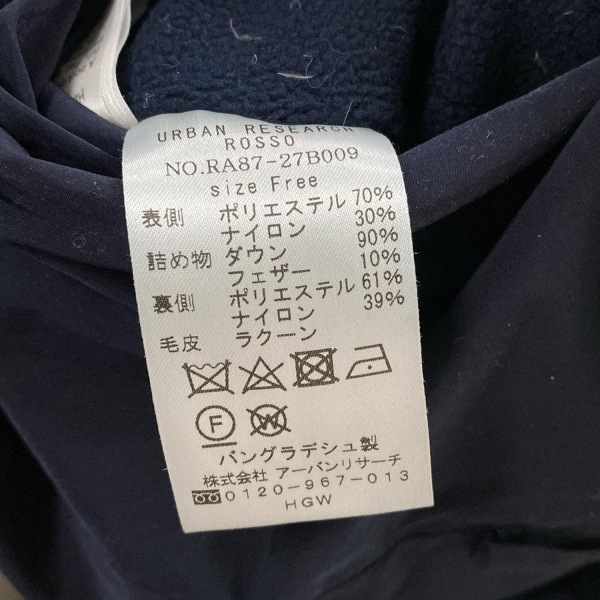 URBAN RESEARCH
ROSSO
NO.RA87-27B009
size Free
表側 ポリエステル 70%
ナイロン 30%
詰め物 ダウン 90%
フェザー 10%
裏側 ポリエステル 61%
ナイロン 39%
毛皮 ラクーン
F W
バングラデシュ製
株式会社 アーバンリサーチ
0120-967-013
HGW